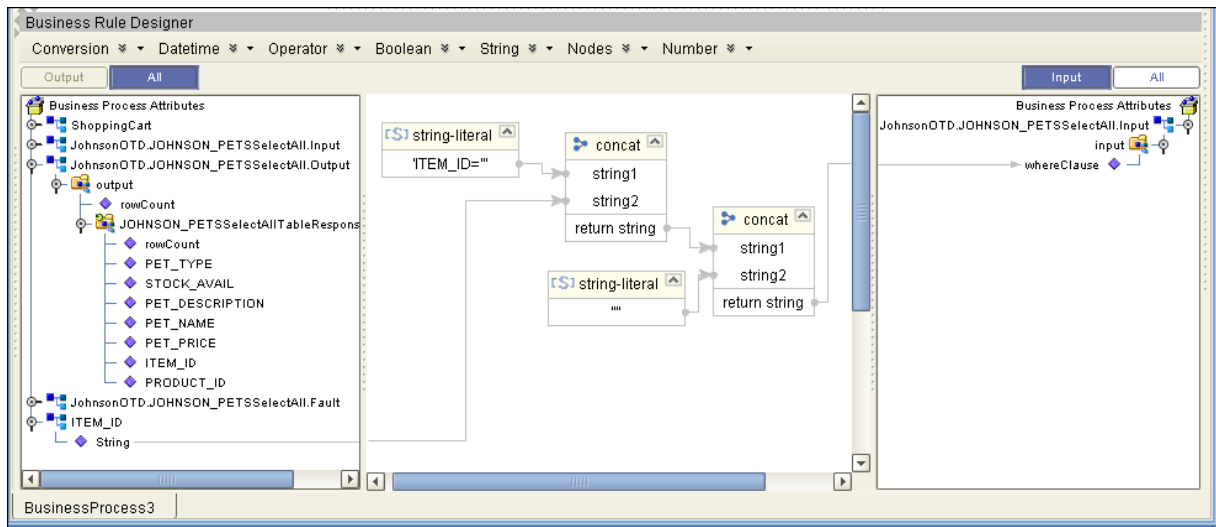 Business Rule Designer
Conversion Datetime Operator Boolean String Nodes Number
Output All
Input All
Business Process Attributes
ShoppingCart
JohnsonOTD.JOHNSON_PETSSelectAll.Input
JohnsonOTD.JOHNSON_PETSSelectAll.Output
output
rowCount
JOHNSON_PETSSelectAllTableRespons
rowCount
PET_TYPE
STOCK_AVAIL
PET_DESCRIPTION
PET_NAME
PET_PRICE
ITEM_ID
PRODUCT_ID
JohnsonOTD.JOHNSON_PETSSelectAll.Fault
ITEM_ID
String
[S] string-literal
'ITEM_ID="'
concat
string1
string2
return string
[S] string-literal
'"'
concat
string1
string2
return string
Business Process Attributes
JohnsonOTD.JOHNSON_PETSSelectAll.Input
input
whereClause
BusinessProcess3